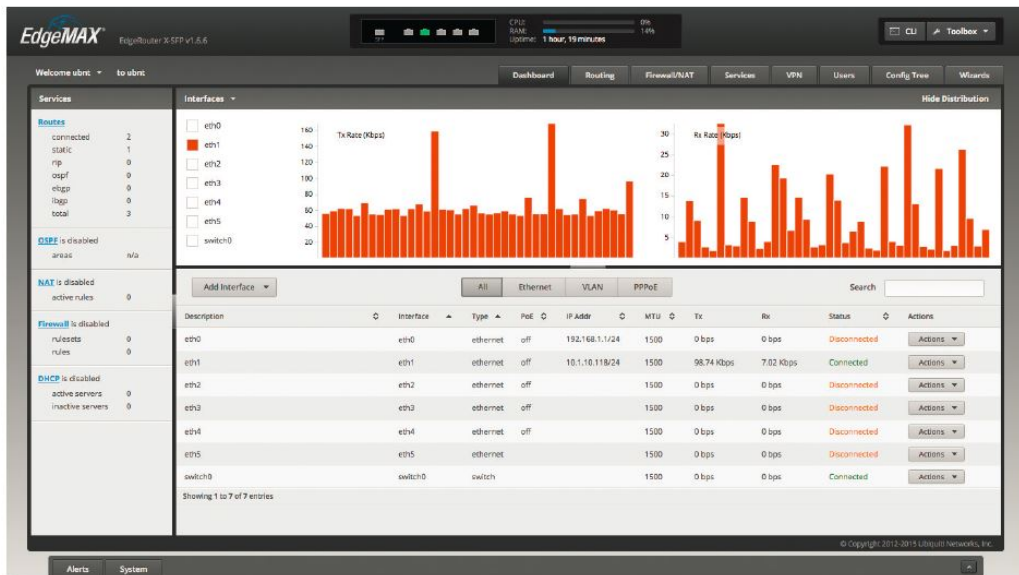 EdgeMAX
EdgeRouter X-SFP v1.6.6
CPU: 0%
RAM: 14%
Uptime: 1 hour, 19 minutes
CLI
Toolbox
Welcome ubnt to ubnt
Dashboard Routing Firewall/NAT Services VPN Users Config Tree Wizards
Services
Routes
connected 2
static 1
rip 0
ospf 0
ebgp 0
ibgp 0
total 3
OSPF is disabled
areas n/a
NAT is disabled
active rules 0
Firewall is disabled
rulesets 0
rules 0
DHCP is disabled
active servers 0
inactive servers 0
Interfaces
Hide Distribution
eth0
eth1
eth2
eth3
eth4
eth5
switch0
Tx Rate (Kbps)
160
140
120
100
80
60
40
20
Rx Rate (Kbps)
30
25
20
15
10
5
Add Interface
All Ethernet VLAN PPPoE
Search
Description Interface Type PoE IP Addr MTU Tx Rx Status Actions
eth0 eth0 ethernet off 192.168.1.1/24 1500 0 bps 0 bps Disconnected Actions
eth1 eth1 ethernet off 10.1.10.118/24 1500 98.74 Kbps 7.02 Kbps Connected Actions
eth2 eth2 ethernet off 1500 0 bps 0 bps Disconnected Actions
eth3 eth3 ethernet off 1500 0 bps 0 bps Disconnected Actions
eth4 eth4 ethernet off 1500 0 bps 0 bps Disconnected Actions
eth5 eth5 ethernet 1500 0 bps 0 bps Disconnected Actions
switch0 switch0 switch 1500 0 bps 0 bps Connected Actions
Showing 1 to 7 of 7 entries
© Copyright 2012-2015 Ubiquiti Networks, Inc.
Alerts System